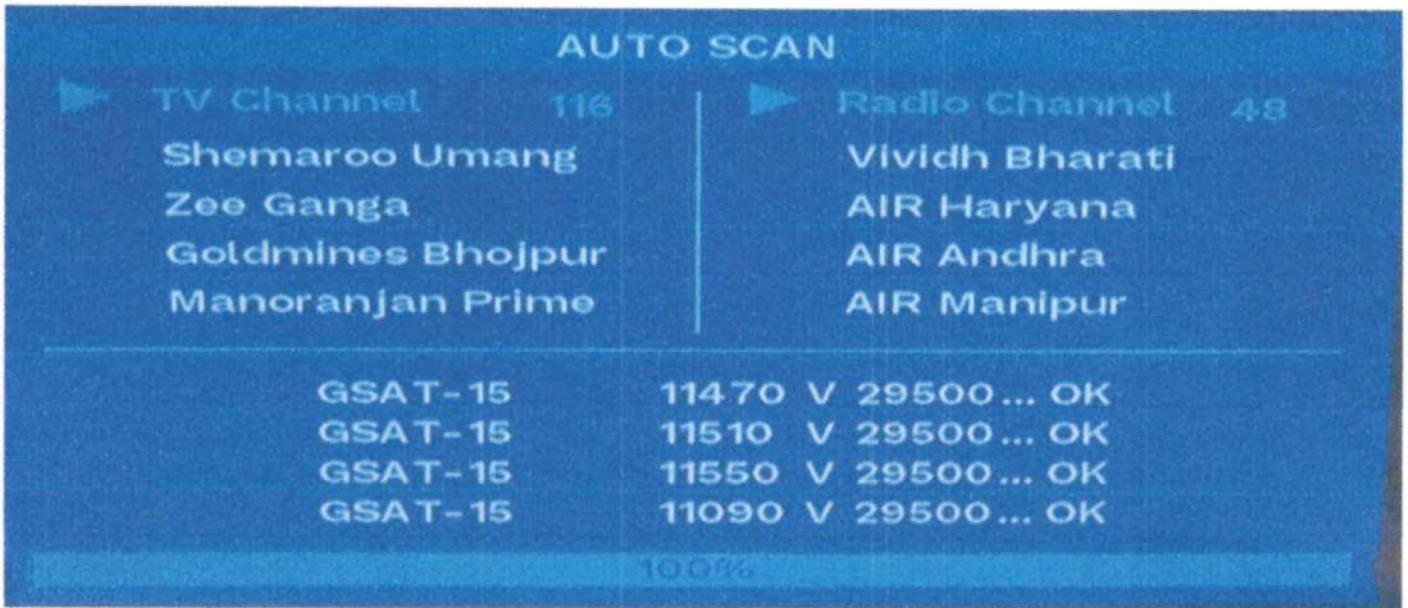 AUTO SCAN
TV Channel 116
Shemaroo Umang
Zee Ganga
Goldmines Bhojpur
Manoranjan Prime
Radio Channel 48
Vividh Bharati
AIR Haryana
AIR Andhra
AIR Manipur
GSAT-15 11470 V 29500... OK
GSAT-15 11510 V 29500... OK
GSAT-15 11550 V 29500... OK
GSAT-15 11090 V 29500... OK
100%